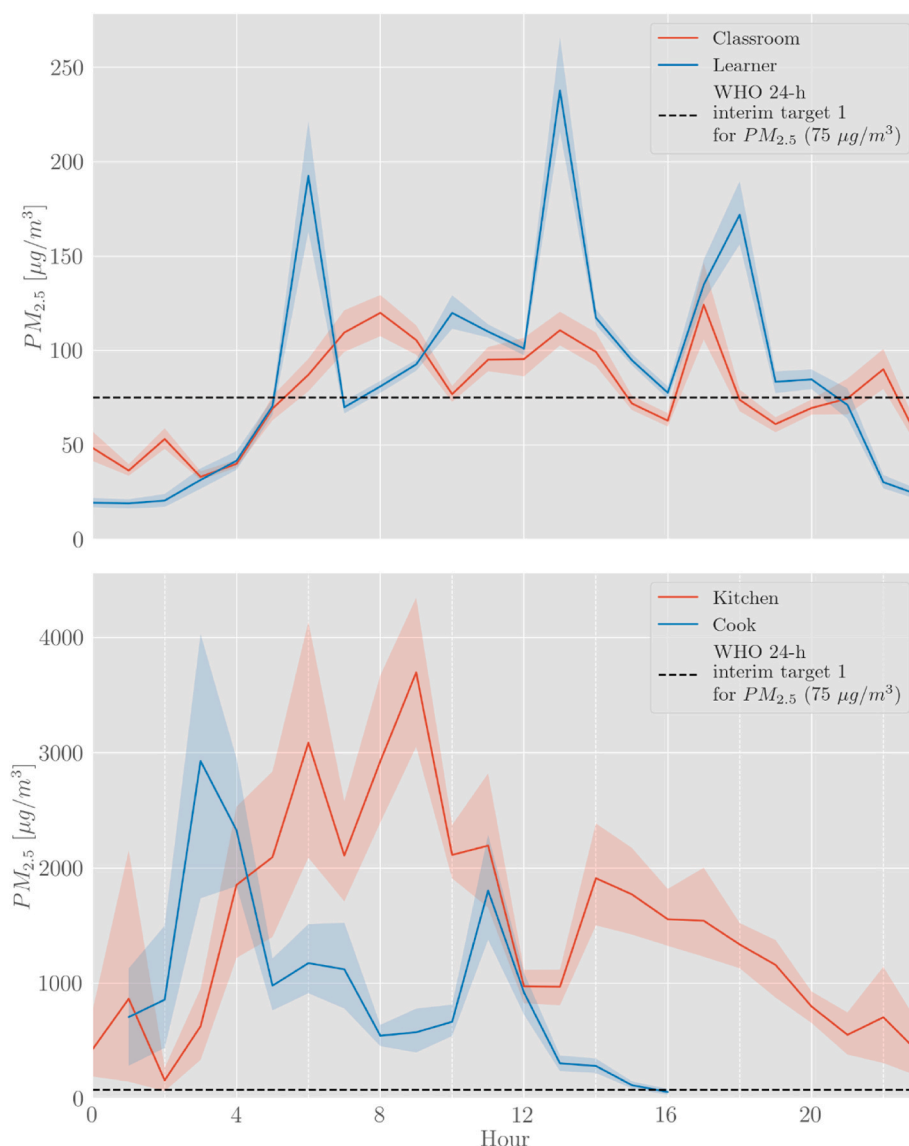 250
200
150
100
50
0
PM2.5 [μg/m³]
Classroom
Learner
WHO 24-h
interim target 1
for PM2.5 (75 μg/m³)
4000
3000
2000
1000
0
PM2.5 [μg/m³]
Kitchen
Cook
WHO 24-h
interim target 1
for PM2.5 (75 μg/m³)
0 4 8 12 16 20
Hour